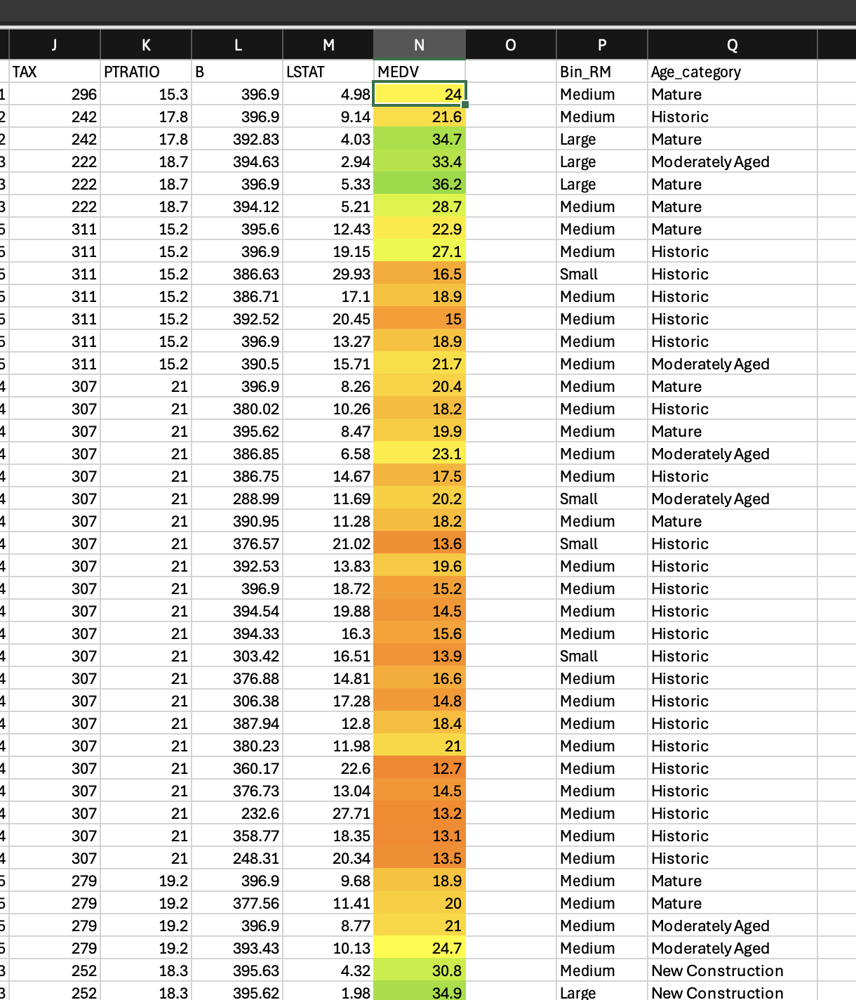 J K L M N O P Q
TAX PTRATIO B LSTAT MEDV Bin_RM Age_category
1 296 15.3 396.9 4.98 24 Medium Mature
2 242 17.8 396.9 9.14 21.6 Medium Historic
2 242 17.8 392.83 4.03 34.7 Large Mature
3 222 18.7 394.63 2.94 33.4 Large Moderately Aged
3 222 18.7 396.9 5.33 36.2 Large Mature
3 222 18.7 394.12 5.21 28.7 Medium Mature
5 311 15.2 395.6 12.43 22.9 Medium Mature
5 311 15.2 396.9 19.15 27.1 Medium Historic
5 311 15.2 386.63 29.93 16.5 Small Historic
5 311 15.2 386.71 17.1 18.9 Medium Historic
5 311 15.2 392.52 20.45 15 Medium Historic
5 311 15.2 396.9 13.27 18.9 Medium Historic
5 311 15.2 390.5 15.71 21.7 Medium Moderately Aged
4 307 21 396.9 8.26 20.4 Medium Mature
4 307 21 380.02 10.26 18.2 Medium Historic
4 307 21 395.62 8.47 19.9 Medium Mature
4 307 21 386.85 6.58 23.1 Medium Moderately Aged
4 307 21 386.75 14.67 17.5 Medium Historic
4 307 21 288.99 11.69 20.2 Small Moderately Aged
4 307 21 390.95 11.28 18.2 Medium Mature
4 307 21 376.57 21.02 13.6 Small Historic
4 307 21 392.53 13.83 19.6 Medium Historic
4 307 21 396.9 18.72 15.2 Medium Historic
4 307 21 394.54 19.88 14.5 Medium Historic
4 307 21 394.33 16.3 15.6 Medium Historic
4 307 21 303.42 16.51 13.9 Small Historic
4 307 21 376.88 14.81 16.6 Medium Historic
4 307 21 306.38 17.28 14.8 Medium Historic
4 307 21 387.94 12.8 18.4 Medium Historic
4 307 21 380.23 11.98 21 Medium Historic
4 307 21 360.17 22.6 12.7 Medium Historic
4 307 21 376.73 13.04 14.5 Medium Historic
4 307 21 232.6 27.71 13.2 Medium Historic
4 307 21 358.77 18.35 13.1 Medium Historic
4 307 21 248.31 20.34 13.5 Medium Historic
5 279 19.2 396.9 9.68 18.9 Medium Mature
5 279 19.2 377.56 11.41 20 Medium Mature
5 279 19.2 396.9 8.77 21 Medium Moderately Aged
5 279 19.2 393.43 10.13 24.7 Medium Moderately Aged
3 252 18.3 395.63 4.32 30.8 Medium New Construction
3 252 18.3 395.62 1.98 34.9 Large New Construction